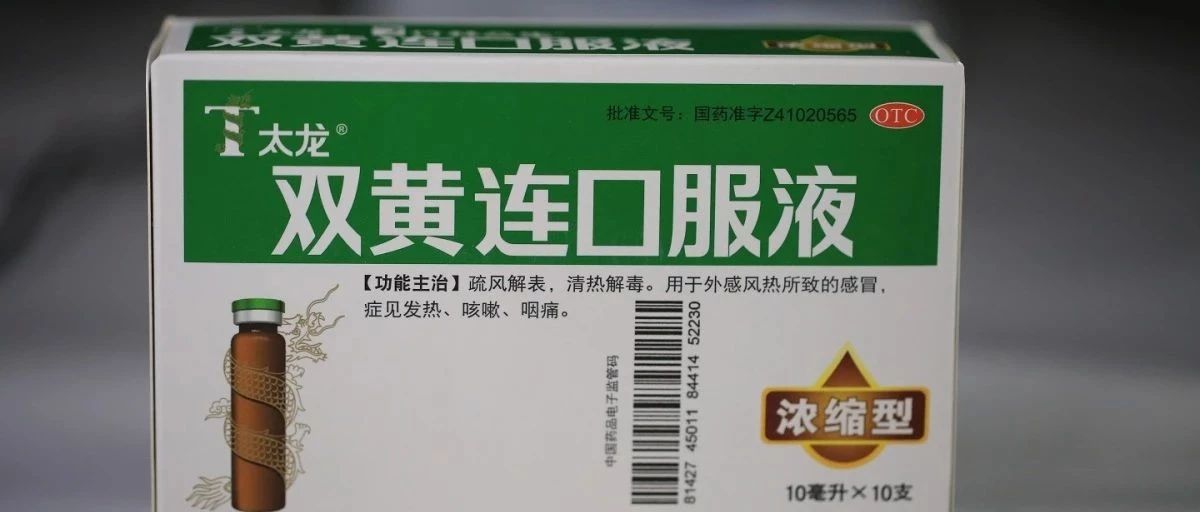 双黄连口服液
浓缩型
批准文号：国药准字Z41020565
OTC
太龙®
双黄连口服液
【功能主治】疏风解表，清热解毒。用于外感风热所致的感冒，
症见发热、咳嗽、咽痛。
中国药品电子监管码
81427 45011 84414 52230
浓缩型
10毫升×10支